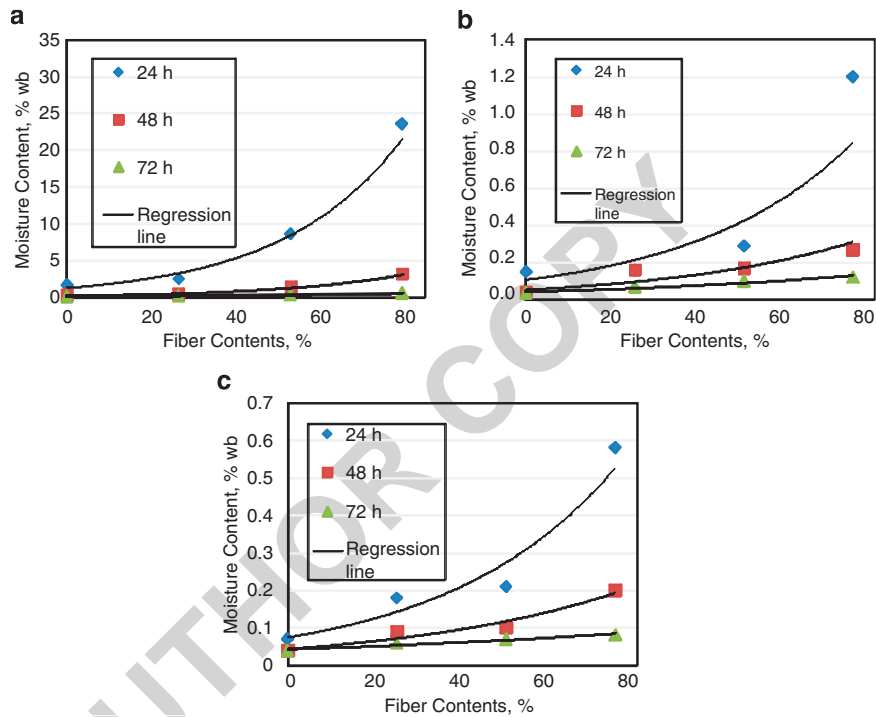 a
Moisture Content, % wb
35
30
25
20
15
10
5
0
24 h
48 h
72 h
Regression
line
0 20 40 60 80
Fiber Contents, %
b
Moisture Content, % wb
1.2
1.0
0.8
0.6
1.4
0.2
0.0
24 h
48 h
72 h
Regression
line
0 20 40 60 80
Fiber Contents, %
c
Moisture Content, % wb
0.7
0.6
0.5
0.4
0.3
0.2
0.1
0
24 h
48 h
72 h
Regression
line
0 20 40 60 80
Fiber Contents, %
UTHOR COPY